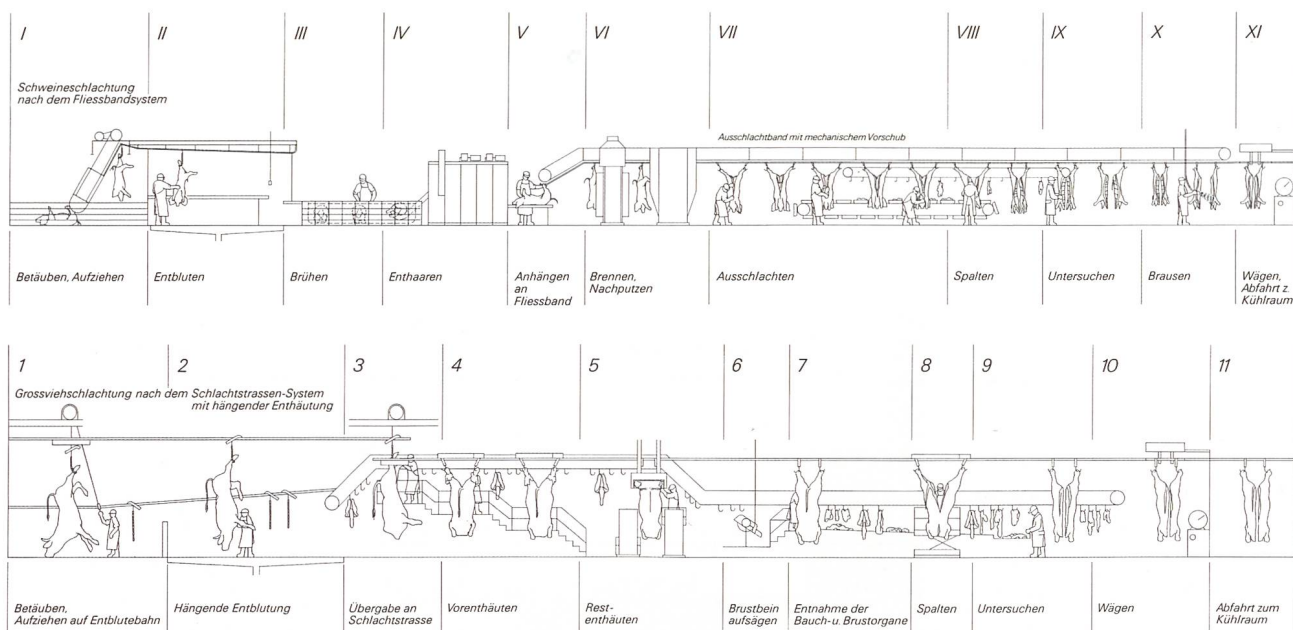 I II III IV V VI VII VIII IX X XI
Schweineschlachtung
nach dem Fliessbandsystem
Ausschlachtband mit mechanischem Vorschub
Betäuben, Aufziehen
Entbluten
Brühen
Enthaaren
Anhängen
an
Fliessband
Brennen,
Nachputzen
Ausschlachten
Spalten
Untersuchen
Brausen
Wägen,
Abfahrt z.
Kühlraum
1 2 3 4 5 6 7 8 9 10 11
Grossviehschlachtung nach dem Schlachtstrassen-System
mit hängender Enthäutung
Betäuben,
Aufziehen auf Entblutebahn
Hängende Entblutung
Übergabe an
Schlachtstrasse
Vorenthäuten
Rest-
enthäuten
Brustbein
aufsägen
Entnahme der
Bauch-u. Brustorgane
Spalten
Untersuchen
Wägen
Abfahrt zum
Kühlraum